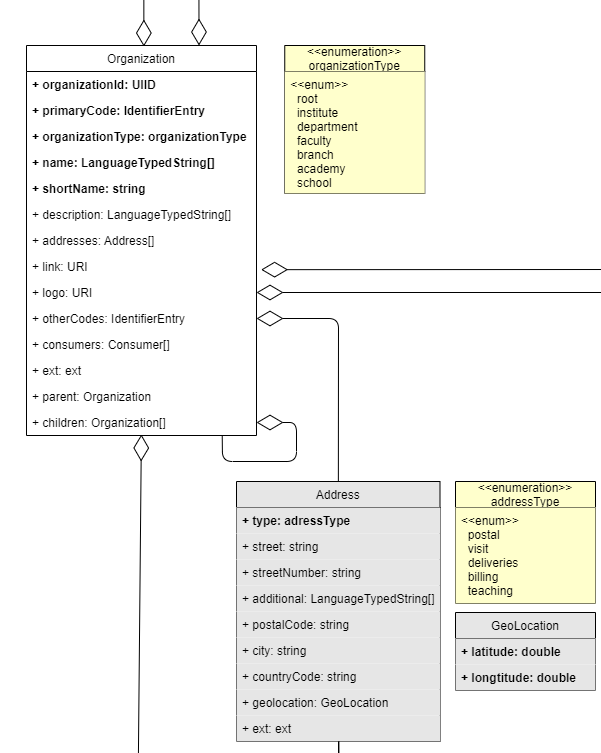 Organization
+ organizationId: UIID
+ primaryCode: IdentifierEntry
+ organizationType: organizationType
+ name: LanguageTypedString[]
+ shortName: string
+ description: LanguageTypedString[]
+ addresses: Address[]
+ link: URI
+ logo: URI
+ otherCodes: IdentifierEntry
+ consumers: Consumer[]
+ ext: ext
+ parent: Organization
+ children: Organization[]
<<enumeration>>
organizationType
<<enum>>
root
institute
department
faculty
branch
academy
school
Address
+ type: adressType
+ street: string
+ streetNumber: string
+ additional: LanguageTypedString[]
+ postalCode: string
+ city: string
+ countryCode: string
+ geolocation: GeoLocation
+ ext: ext
<<enumeration>>
addressType
<<enum>>
postal
visit
deliveries
billing
teaching
GeoLocation
+ latitude: double
+ longtitude: double